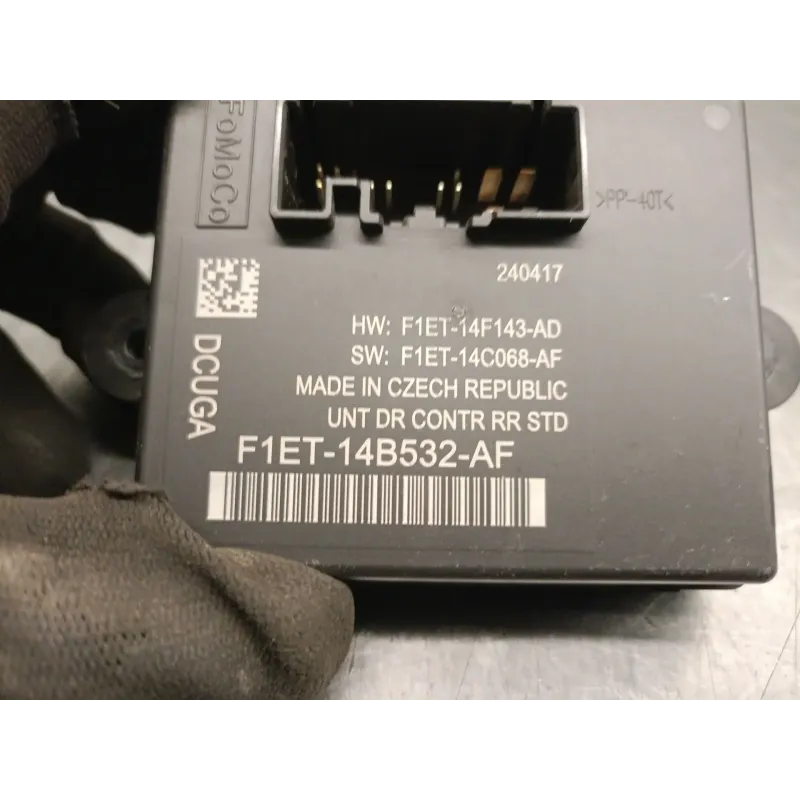 FoMoCo
>PP-40T<
240417
HW: F1ET-14F143-AD
SW: F1ET-14C068-AF
MADE IN CZECH REPUBLIC
UNT DR CONTR RR STD
DCUGA
F1ET-14B532-AF